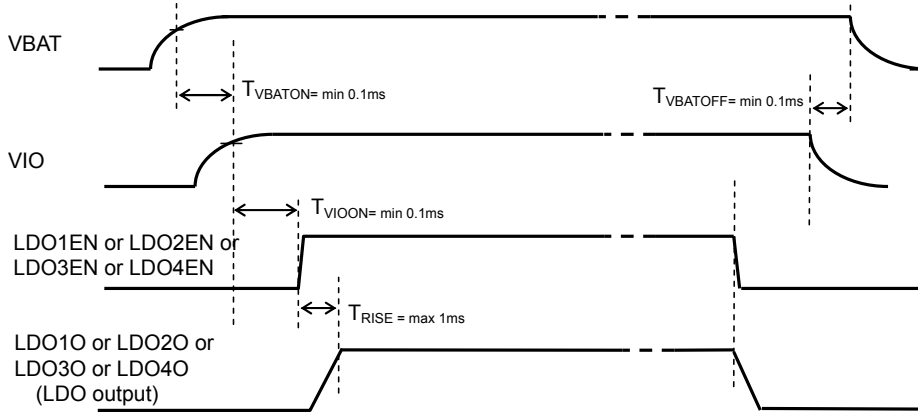 VBAT
TVBATON= min 0.1ms
TVBATOFF= min 0.1ms
VIO
TVIOON= min 0.1ms
LDO1EN or LDO2EN or
LDO3EN or LDO4EN
TRISE = max 1ms
LDO1O or LDO2O or
LDO3O or LDO4O
(LDO output)